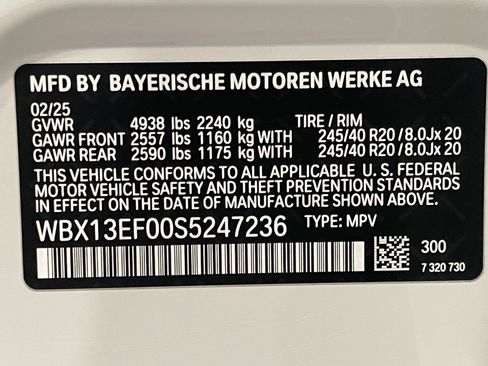 MFD BY BAYERISCHE MOTOREN WERKE AG
02/25
GVWR 4938 lbs 2240 kg TIRE / RIM
GAWR FRONT 2557 lbs 1160 kg WITH 245/40 R20 / 8.0Jx 20
GAWR REAR 2590 lbs 1175 kg WITH 245/40 R20 / 8.0Jx 20
THIS VEHICLE CONFORMS TO ALL APPLICABLE U. S. FEDERAL
MOTOR VEHICLE SAFETY AND THEFT PREVENTION STANDARDS
IN EFFECT ON THE DATE OF MANUFACTURE SHOWN ABOVE.
WBX13EF00S5247236 TYPE: MPV
300
7 320 730